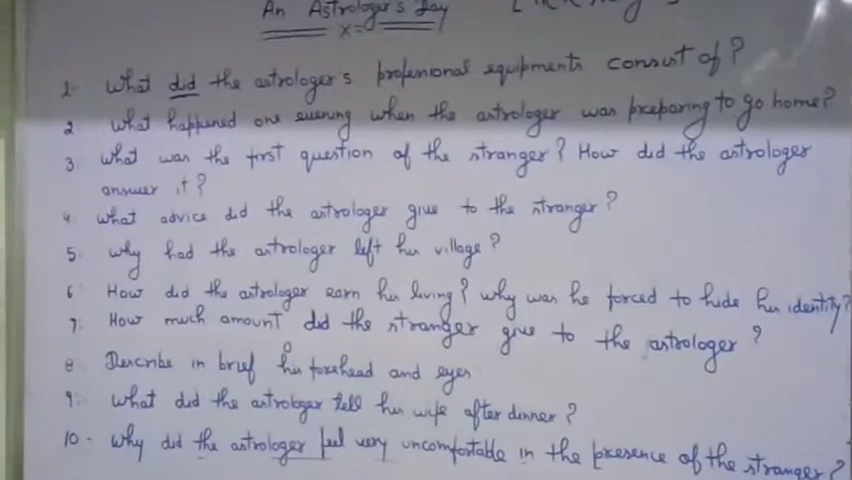 An Astrologer's Day
1- What did the astrologer's professional equipments consist of?
2 What happened one evening when the astrologer was preparing to go home?
3 What was the first question of the stranger? How did the astrologer
answer it?
4. What advice did the astrologer give to the stranger?
5. Why had the astrologer left his village?
6 How did the astrologer earn his living? Why was he forced to hide his identity?
7. How much amount did the stranger give to the astrologer?
8 Describe in brief his forehead and eyes
9. What did the astrologer tell his wife after dinner?
10- Why did the astrologer feel very uncomfortable in the presence of the stranger?